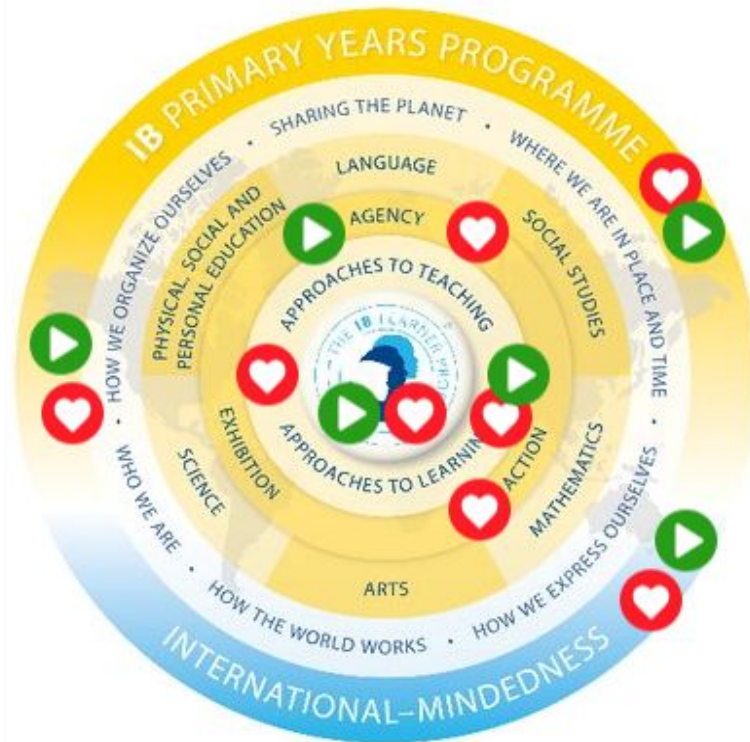 IB PRIMARY YEARS PROGRAMME
HOW WE ORGANIZE OURSELVES • SHARING THE PLANET • WHERE WE ARE IN PLACE AND TIME •
LANGUAGE
PHYSICAL, SOCIAL AND
PERSONAL EDUCATION
SOCIAL STUDIES
AGENCY
APPROACHES TO TEACHING
THE IB LEARNER
APPROACHES TO LEARNING
EXHIBITION
ACTION
SCIENCE
MATHEMATICS
ARTS
WHO WE ARE • HOW THE WORLD WORKS • HOW WE EXPRESS OURSELVES
INTERNATIONAL–MINDEDNESS